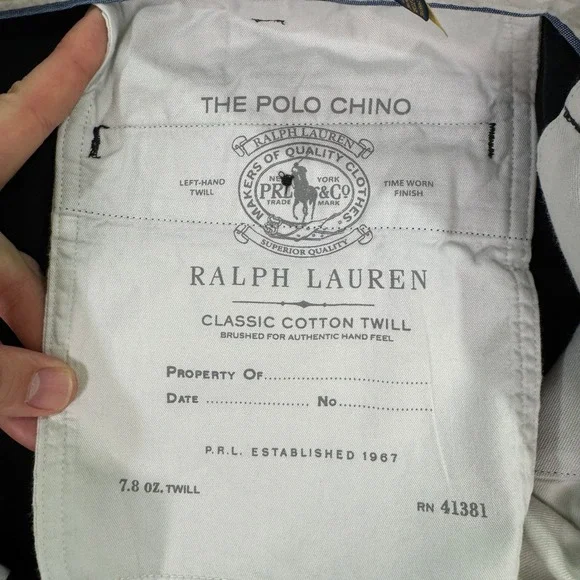 THE POLO CHINO
RALPH LAUREN
MAKERS OF QUALITY CLOTHES
LEFT-HAND
TWILL
YORK
PRL &CO
TRADE MARK
TIME WORN
FINISH
SUPERIOR QUALITY
RALPH LAUREN
CLASSIC COTTON TWILL
BRUSHED FOR AUTHENTIC HAND FEEL
PROPERTY OF
DATE No
P.R.L. ESTABLISHED 1967
7.8 OZ. TWILL
RN 41381